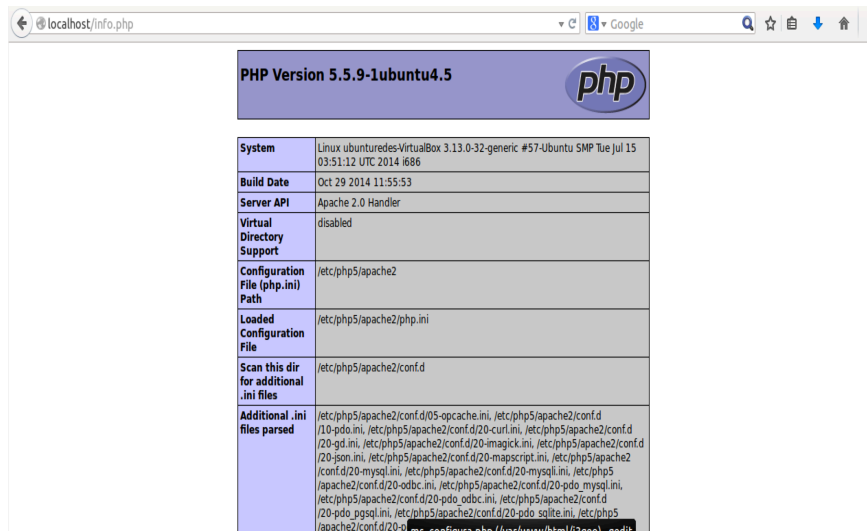 localhost/info.php
Google
PHP Version 5.5.9-1ubuntu4.5
php
System
Linux ubunturedes-VirtualBox 3.13.0-32-generic #57-Ubuntu SMP Tue Jul 15
03:51:12 UTC 2014 i686
Build Date
Oct 29 2014 11:55:53
Server API
Apache 2.0 Handler
Virtual
Directory
Support
disabled
Configuration
File (php.ini)
Path
/etc/php5/apache2
Loaded
Configuration
File
/etc/php5/apache2/php.ini
Scan this dir
for additional
.ini files
/etc/php5/apache2/conf.d
Additional .ini
files parsed
/etc/php5/apache2/conf.d/05-opcache.ini, /etc/php5/apache2/conf.d
/10-pdo.ini, /etc/php5/apache2/conf.d/20-curl.ini, /etc/php5/apache2/conf.d
/20-gd.ini, /etc/php5/apache2/conf.d/20-imagick.ini, /etc/php5/apache2/conf.d
/20-json.ini, /etc/php5/apache2/conf.d/20-mapscript.ini, /etc/php5/apache2
/conf.d/20-mysql.ini, /etc/php5/apache2/conf.d/20-mysqli.ini, /etc/php5
/apache2/conf.d/20-odbc.ini, /etc/php5/apache2/conf.d/20-pdo_mysql.ini,
/etc/php5/apache2/conf.d/20-pdo_odbc.ini, /etc/php5/apache2/conf.d
/20-pdo_pgsql.ini, /etc/php5/apache2/conf.d/20-pdo_sqlite.ini, /etc/php5
/apache2/conf.d/20-p